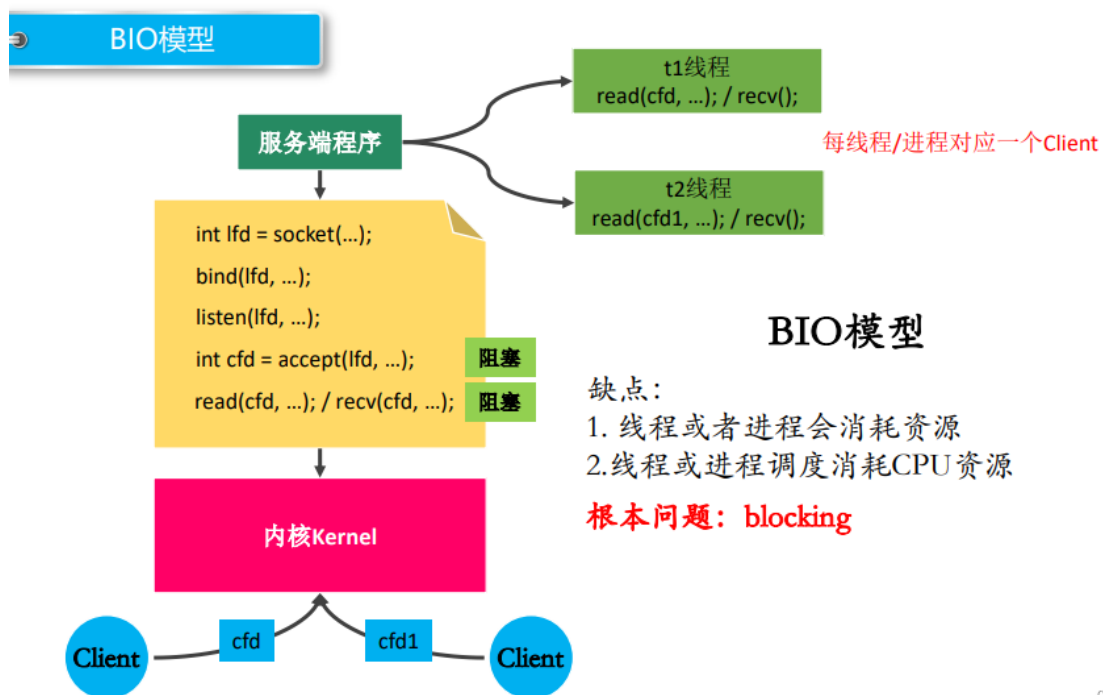 BIO模型
t1线程
read(cfd, ...); / recv();
服务端程序
每线程/进程对应一个Client
t2线程
read(cfd1, ...); / recv();
int lfd = socket(...);
bind(lfd, ...);
listen(lfd, ...);
int cfd = accept(lfd, ...);
阻塞
read(cfd, ...); / recv(cfd, ...);
阻塞
BIO模型
缺点：
1. 线程或者进程会消耗资源
2.线程或进程调度消耗CPU资源
根本问题：blocking
内核Kernel
Client
cfd
cfd1
Client